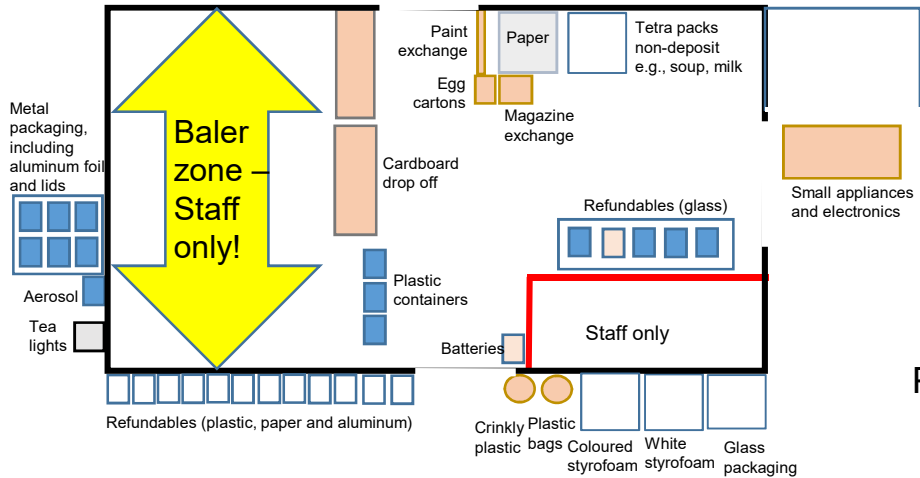 Paint
exchange
Paper
Tetra packs
non-deposit
e.g., soup, milk
Egg
cartons
Magazine
exchange
Metal
packaging,
including
aluminum foil
and lids
Baler
zone –
Staff
only!
Cardboard
drop off
Small appliances
and electronics
Refundables (glass)
Aerosol
Plastic
containers
Tea
lights
Batteries
Staff only
Refundables (plastic, paper and aluminum)
Crinkly
plastic
Plastic
bags
Coloured
styrofoam
White
styrofoam
Glass
packaging